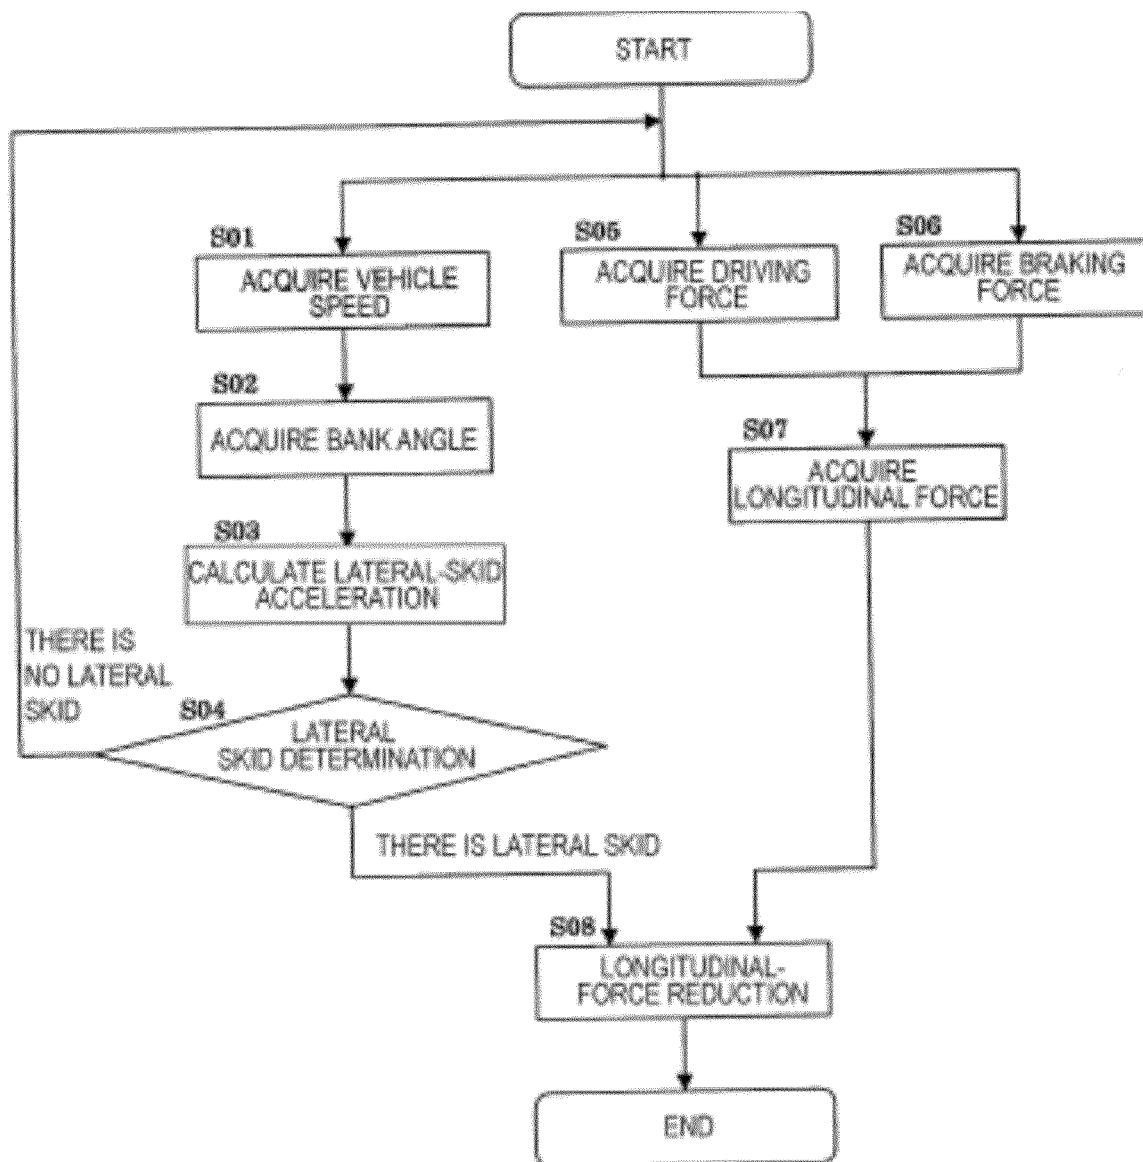 START
S01
ACQUIRE VEHICLE
SPEED
S05
ACQUIRE DRIVING
FORCE
S06
ACQUIRE BRAKING
FORCE
S02
ACQUIRE BANK ANGLE
S07
ACQUIRE
LONGITUDINAL FORCE
S03
CALCULATE LATERAL-SKID
ACCELERATION
THERE IS
NO LATERAL
SKID
S04
LATERAL
SKID DETERMINATION
THERE IS LATERAL SKID
S08
LONGITUDINAL-
FORCE REDUCTION
END